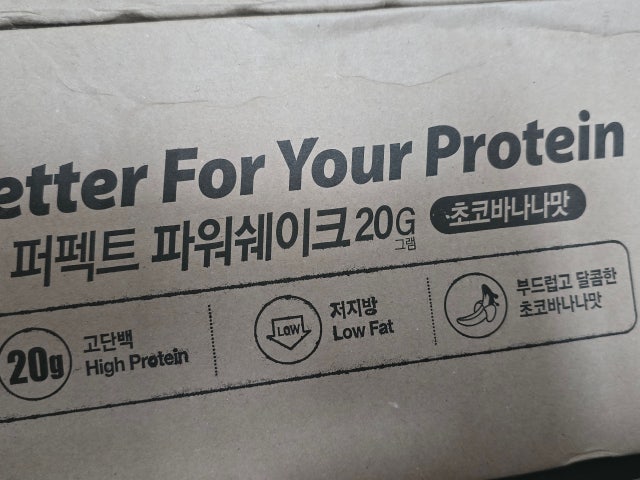 etter For Your Protein
퍼펙트 파워쉐이크 20G 그램 초코바나나맛
20g 고단백 High Protein
LOW 저지방 Low Fat
부드럽고 달콤한
초코바나나맛